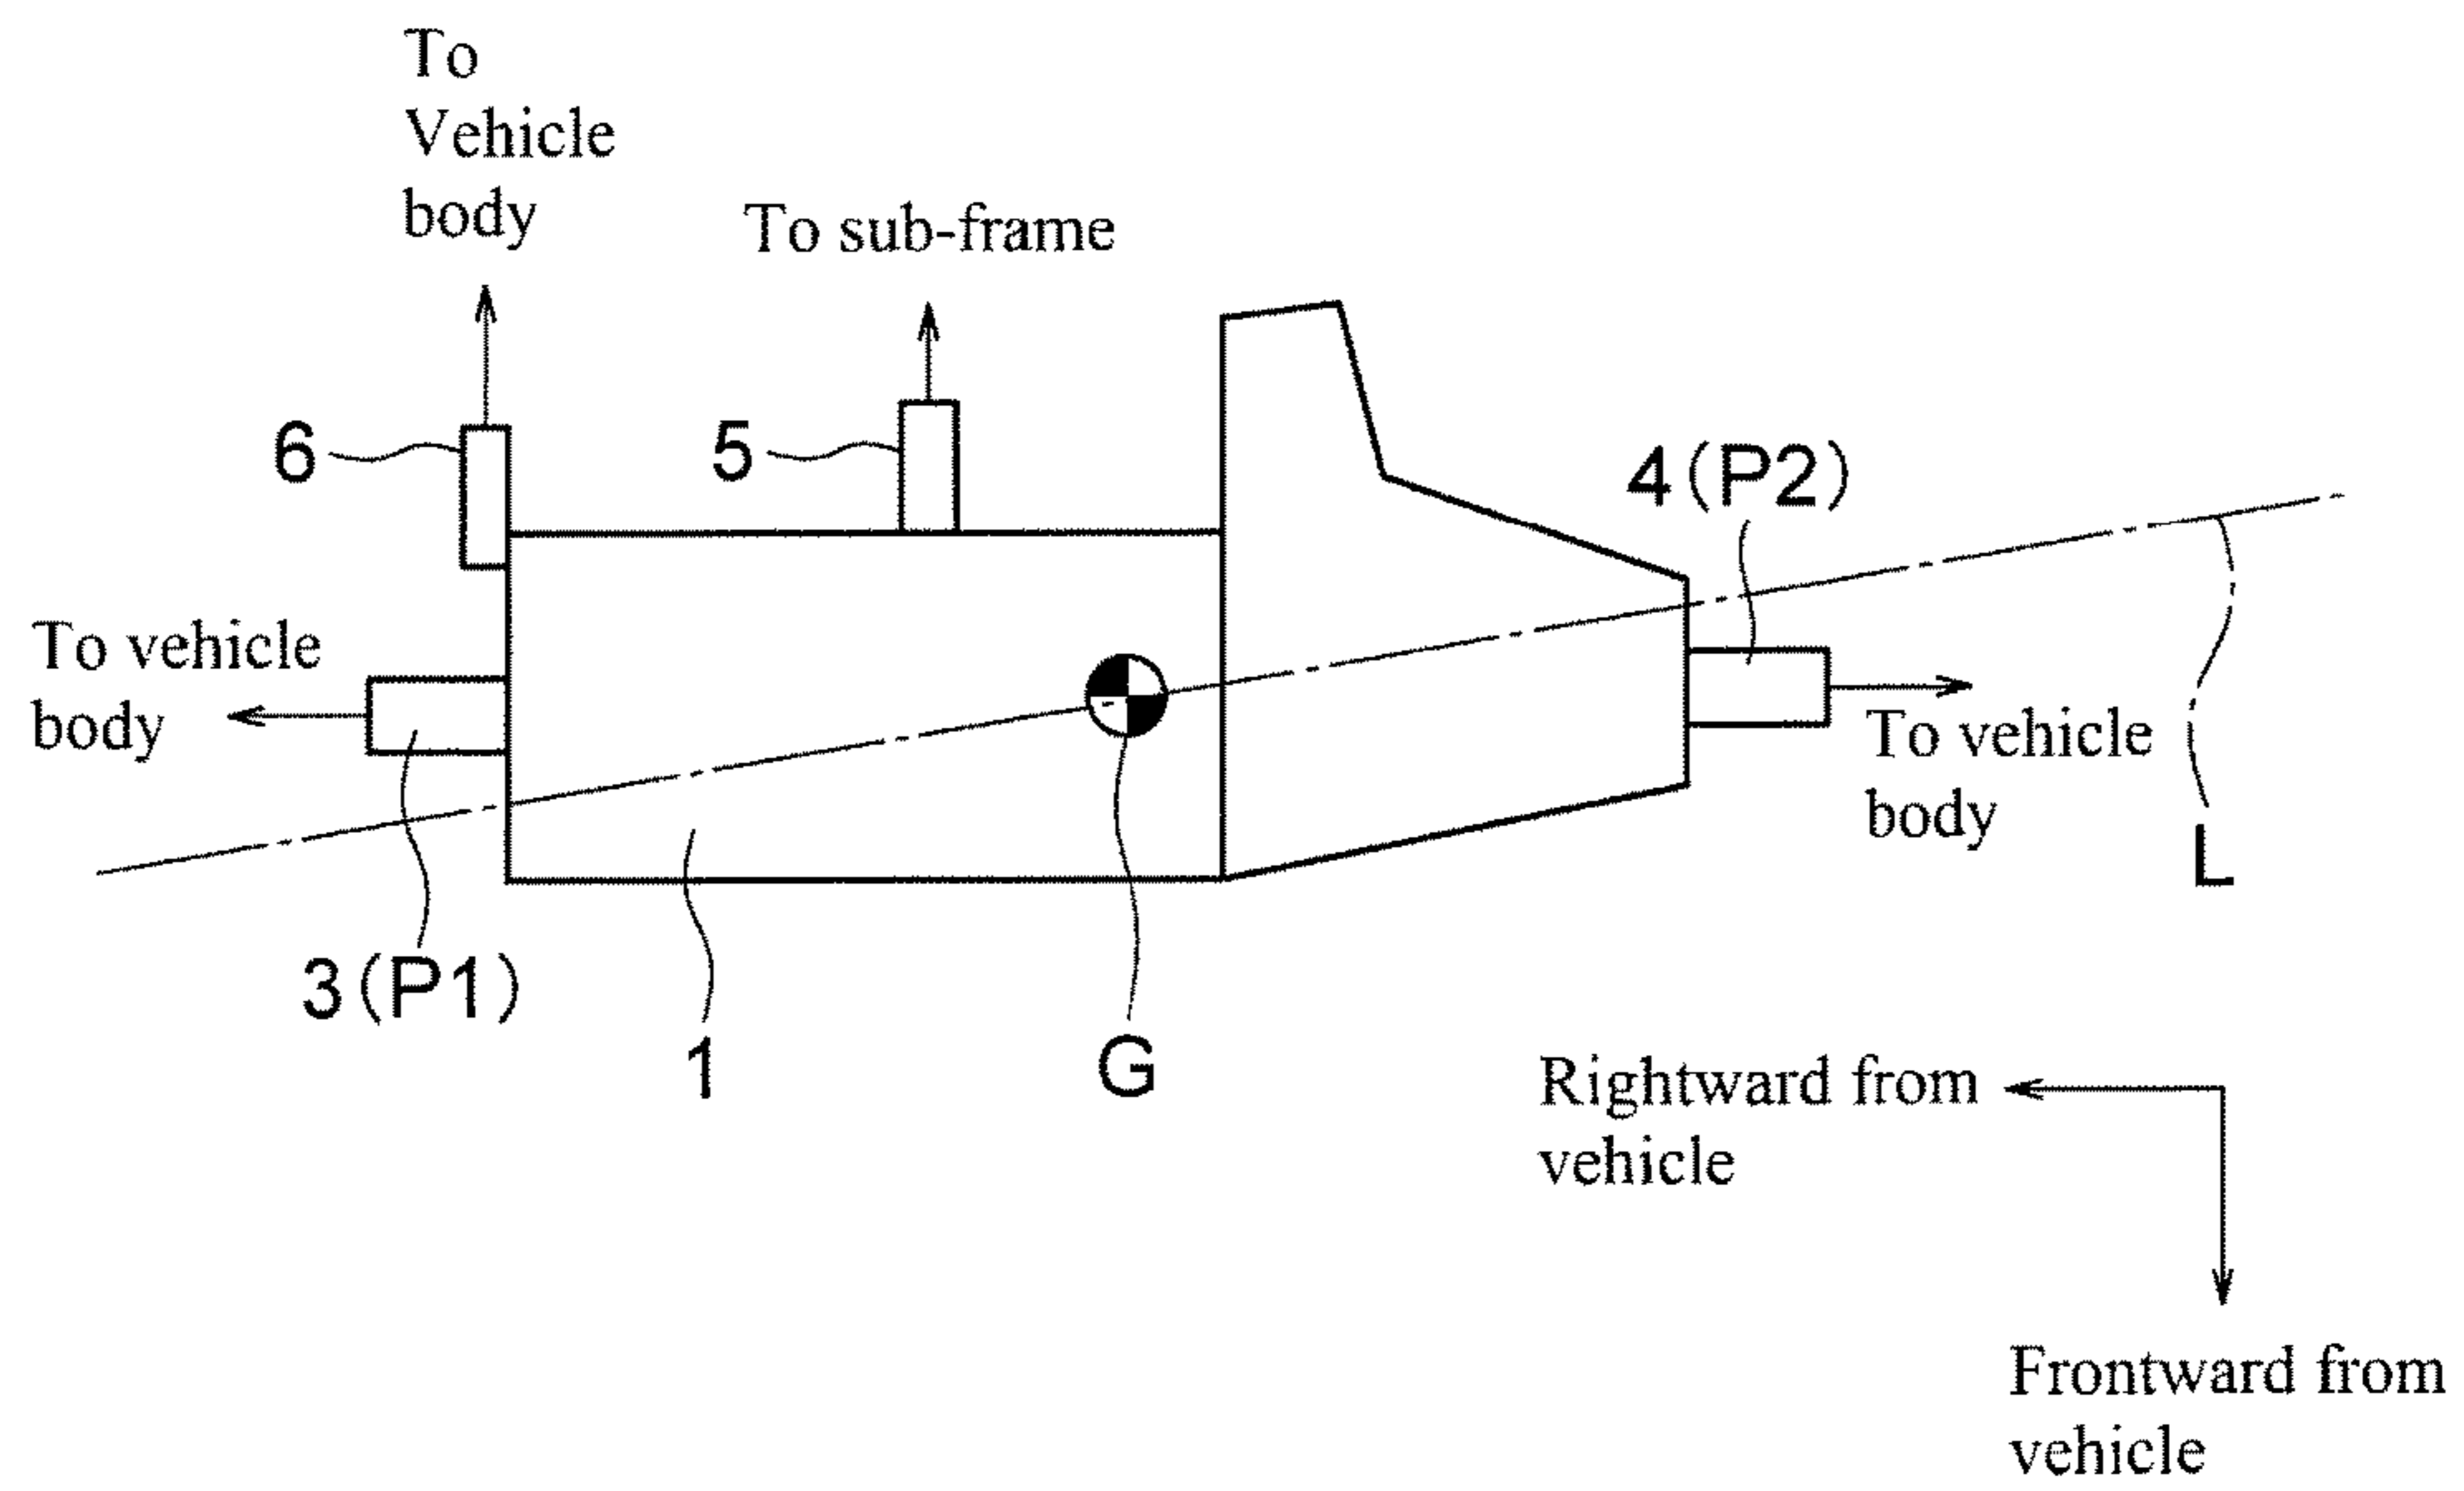 To
Vehicle
body
To sub-frame
6
5
4(P2)
To vehicle
body
To vehicle
body
L
3(P1)
1
G
Rightward from
vehicle
Frontward from
vehicle